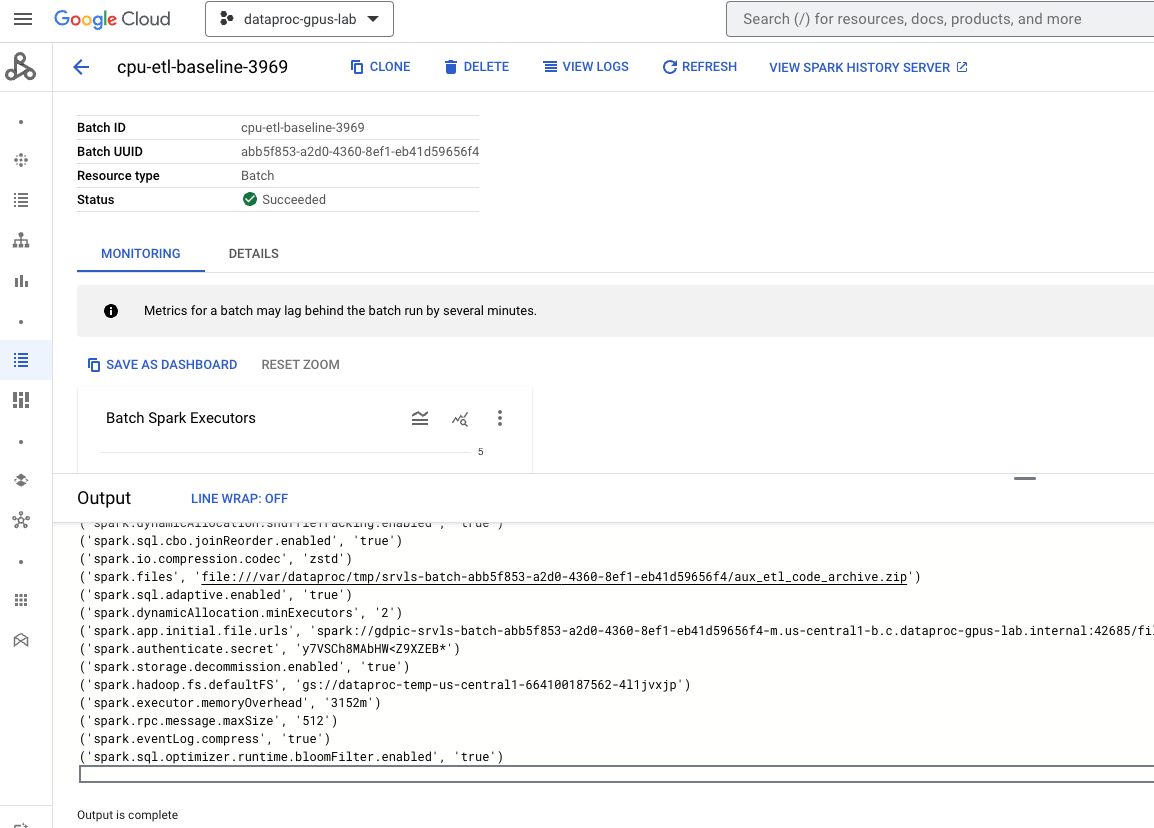 Google Cloud
dataproc-gpus-lab
Search (/) for resources, docs, products, and more
cpu-etl-baseline-3969
CLONE
DELETE
VIEW LOGS
REFRESH
VIEW SPARK HISTORY SERVER
Batch ID cpu-etl-baseline-3969
Batch UUID abb5f853-a2d0-4360-8ef1-eb41d59656f4
Resource type Batch
Status Succeeded
MONITORING
DETAILS
Metrics for a batch may lag behind the batch run by several minutes.
SAVE AS DASHBOARD
RESET ZOOM
Batch Spark Executors
5
Output
LINE WRAP: OFF
('spark.dynamicAllocation.shuffleTracking.enabled', 'true')
('spark.sql.cbo.joinReorder.enabled', 'true')
('spark.io.compression.codec', 'zstd')
('spark.files', 'file:///var/dataproc/tmp/srvls-batch-abb5f853-a2d0-4360-8ef1-eb41d59656f4/aux_etl_code_archive.zip')
('spark.sql.adaptive.enabled', 'true')
('spark.dynamicAllocation.minExecutors', '2')
('spark.app.initial.file.urls', 'spark://gdpic-srvls-batch-abb5f853-a2d0-4360-8ef1-eb41d59656f4-m.us-central1-b.c.dataproc-gpus-lab.internal:42685/fil
('spark.authenticate.secret', 'y7VSCh8MAbHW<Z9XZEB*')
('spark.storage.decommission.enabled', 'true')
('spark.hadoop.fs.defaultFS', 'gs://dataproc-temp-us-central1-664100187562-4l1jvxjp')
('spark.executor.memoryOverhead', '3152m')
('spark.rpc.message.maxSize', '512')
('spark.eventLog.compress', 'true')
('spark.sql.optimizer.runtime.bloomFilter.enabled', 'true')
Output is complete